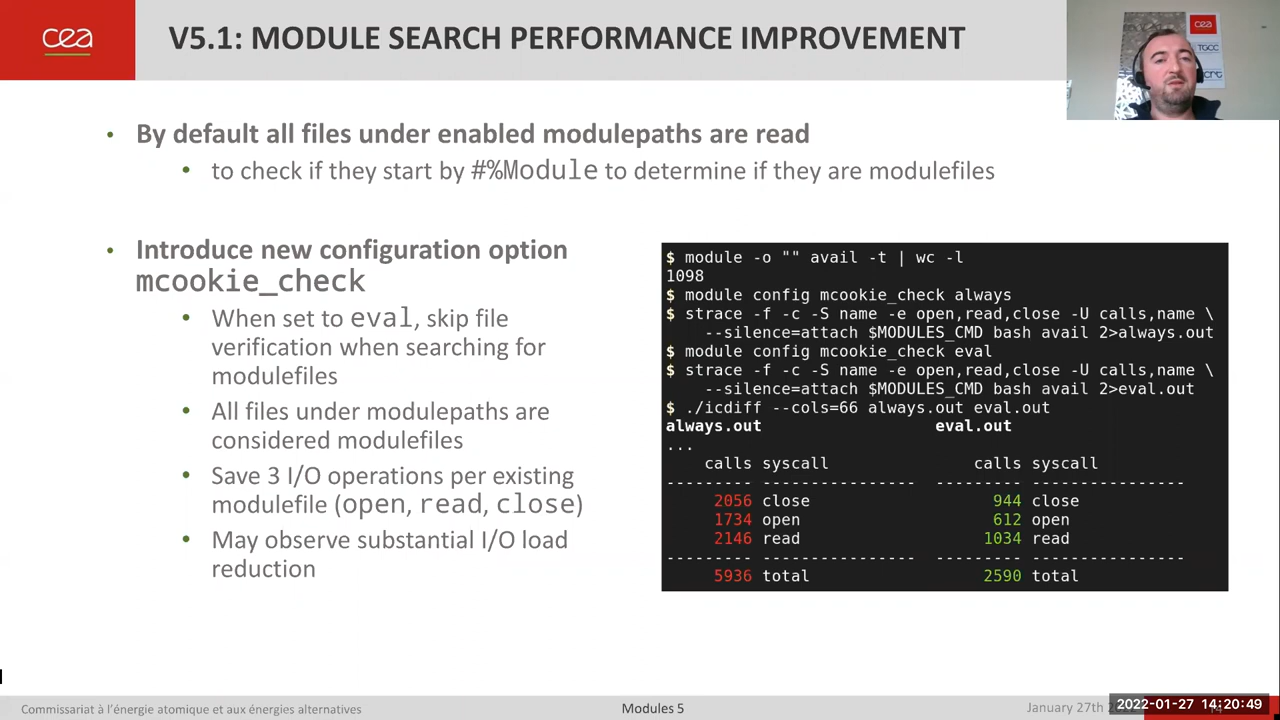 cea
V5.1: MODULE SEARCH PERFORMANCE IMPROVEMENT
cea
TGCC
• By default all files under enabled modulepaths are read
• to check if they start by #%Module to determine if they are modulefiles
• Introduce new configuration option
mcookie_check
• When set to eval, skip file
verification when searching for
modulefiles
• All files under modulepaths are
considered modulefiles
• Save 3 I/O operations per existing
modulefile (open, read, close)
• May observe substantial I/O load
reduction
$ module -o "" avail -t | wc -l
1098
$ module config mcookie_check always
$ strace -f -c -S name -e open,read,close -U calls,name \
--silence=attach $MODULES_CMD bash avail 2>always.out
$ module config mcookie_check eval
$ strace -f -c -S name -e open,read,close -U calls,name \
--silence=attach $MODULES_CMD bash avail 2>eval.out
$ ./icdiff --cols=66 always.out eval.out
always.out eval.out
...
calls syscall calls syscall
--------- ---------------- --------- ----------------
2056 close 944 close
1734 open 612 open
2146 read 1034 read
--------- ---------------- --------- ----------------
5936 total 2590 total
Commissariat à l'énergie atomique et aux énergies alternatives
Modules 5
January 27th
2022-01-27 14:20:49